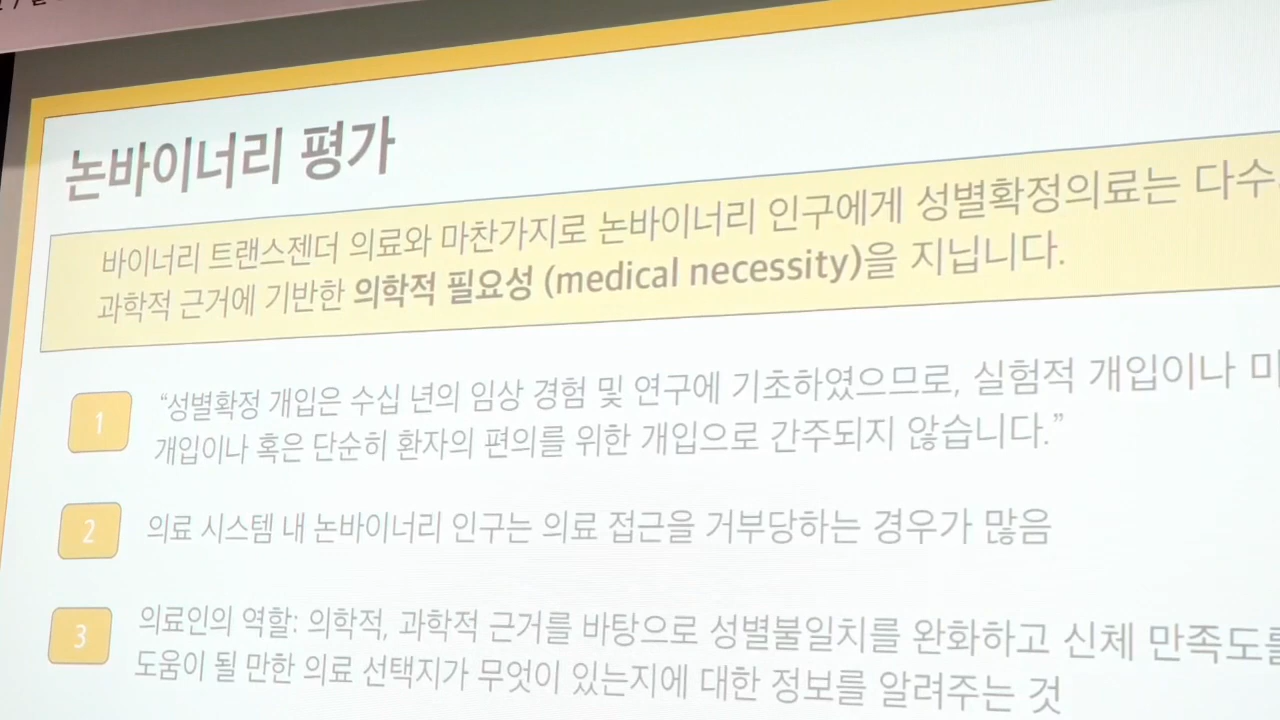 논바이너리 평가
바이너리 트랜스젠더 의료와 마찬가지로 논바이너리 인구에게 성별확정의료는 다수
과학적 근거에 기반한 의학적 필요성 (medical necessity)을 지닙니다.
1
“성별확정 개입은 수십 년의 임상 경험 및 연구에 기초하였으므로, 실험적 개입이나
개입이나 혹은 단순히 환자의 편의를 위한 개입으로 간주되지 않습니다.”
2
의료 시스템 내 논바이너리 인구는 의료 접근을 거부당하는 경우가 많음
3
의료인의 역할: 의학적, 과학적 근거를 바탕으로 성별불일치를 완화하고 신체 만족도를
도움이 될 만한 의료 선택지가 무엇이 있는지에 대한 정보를 알려주는 것